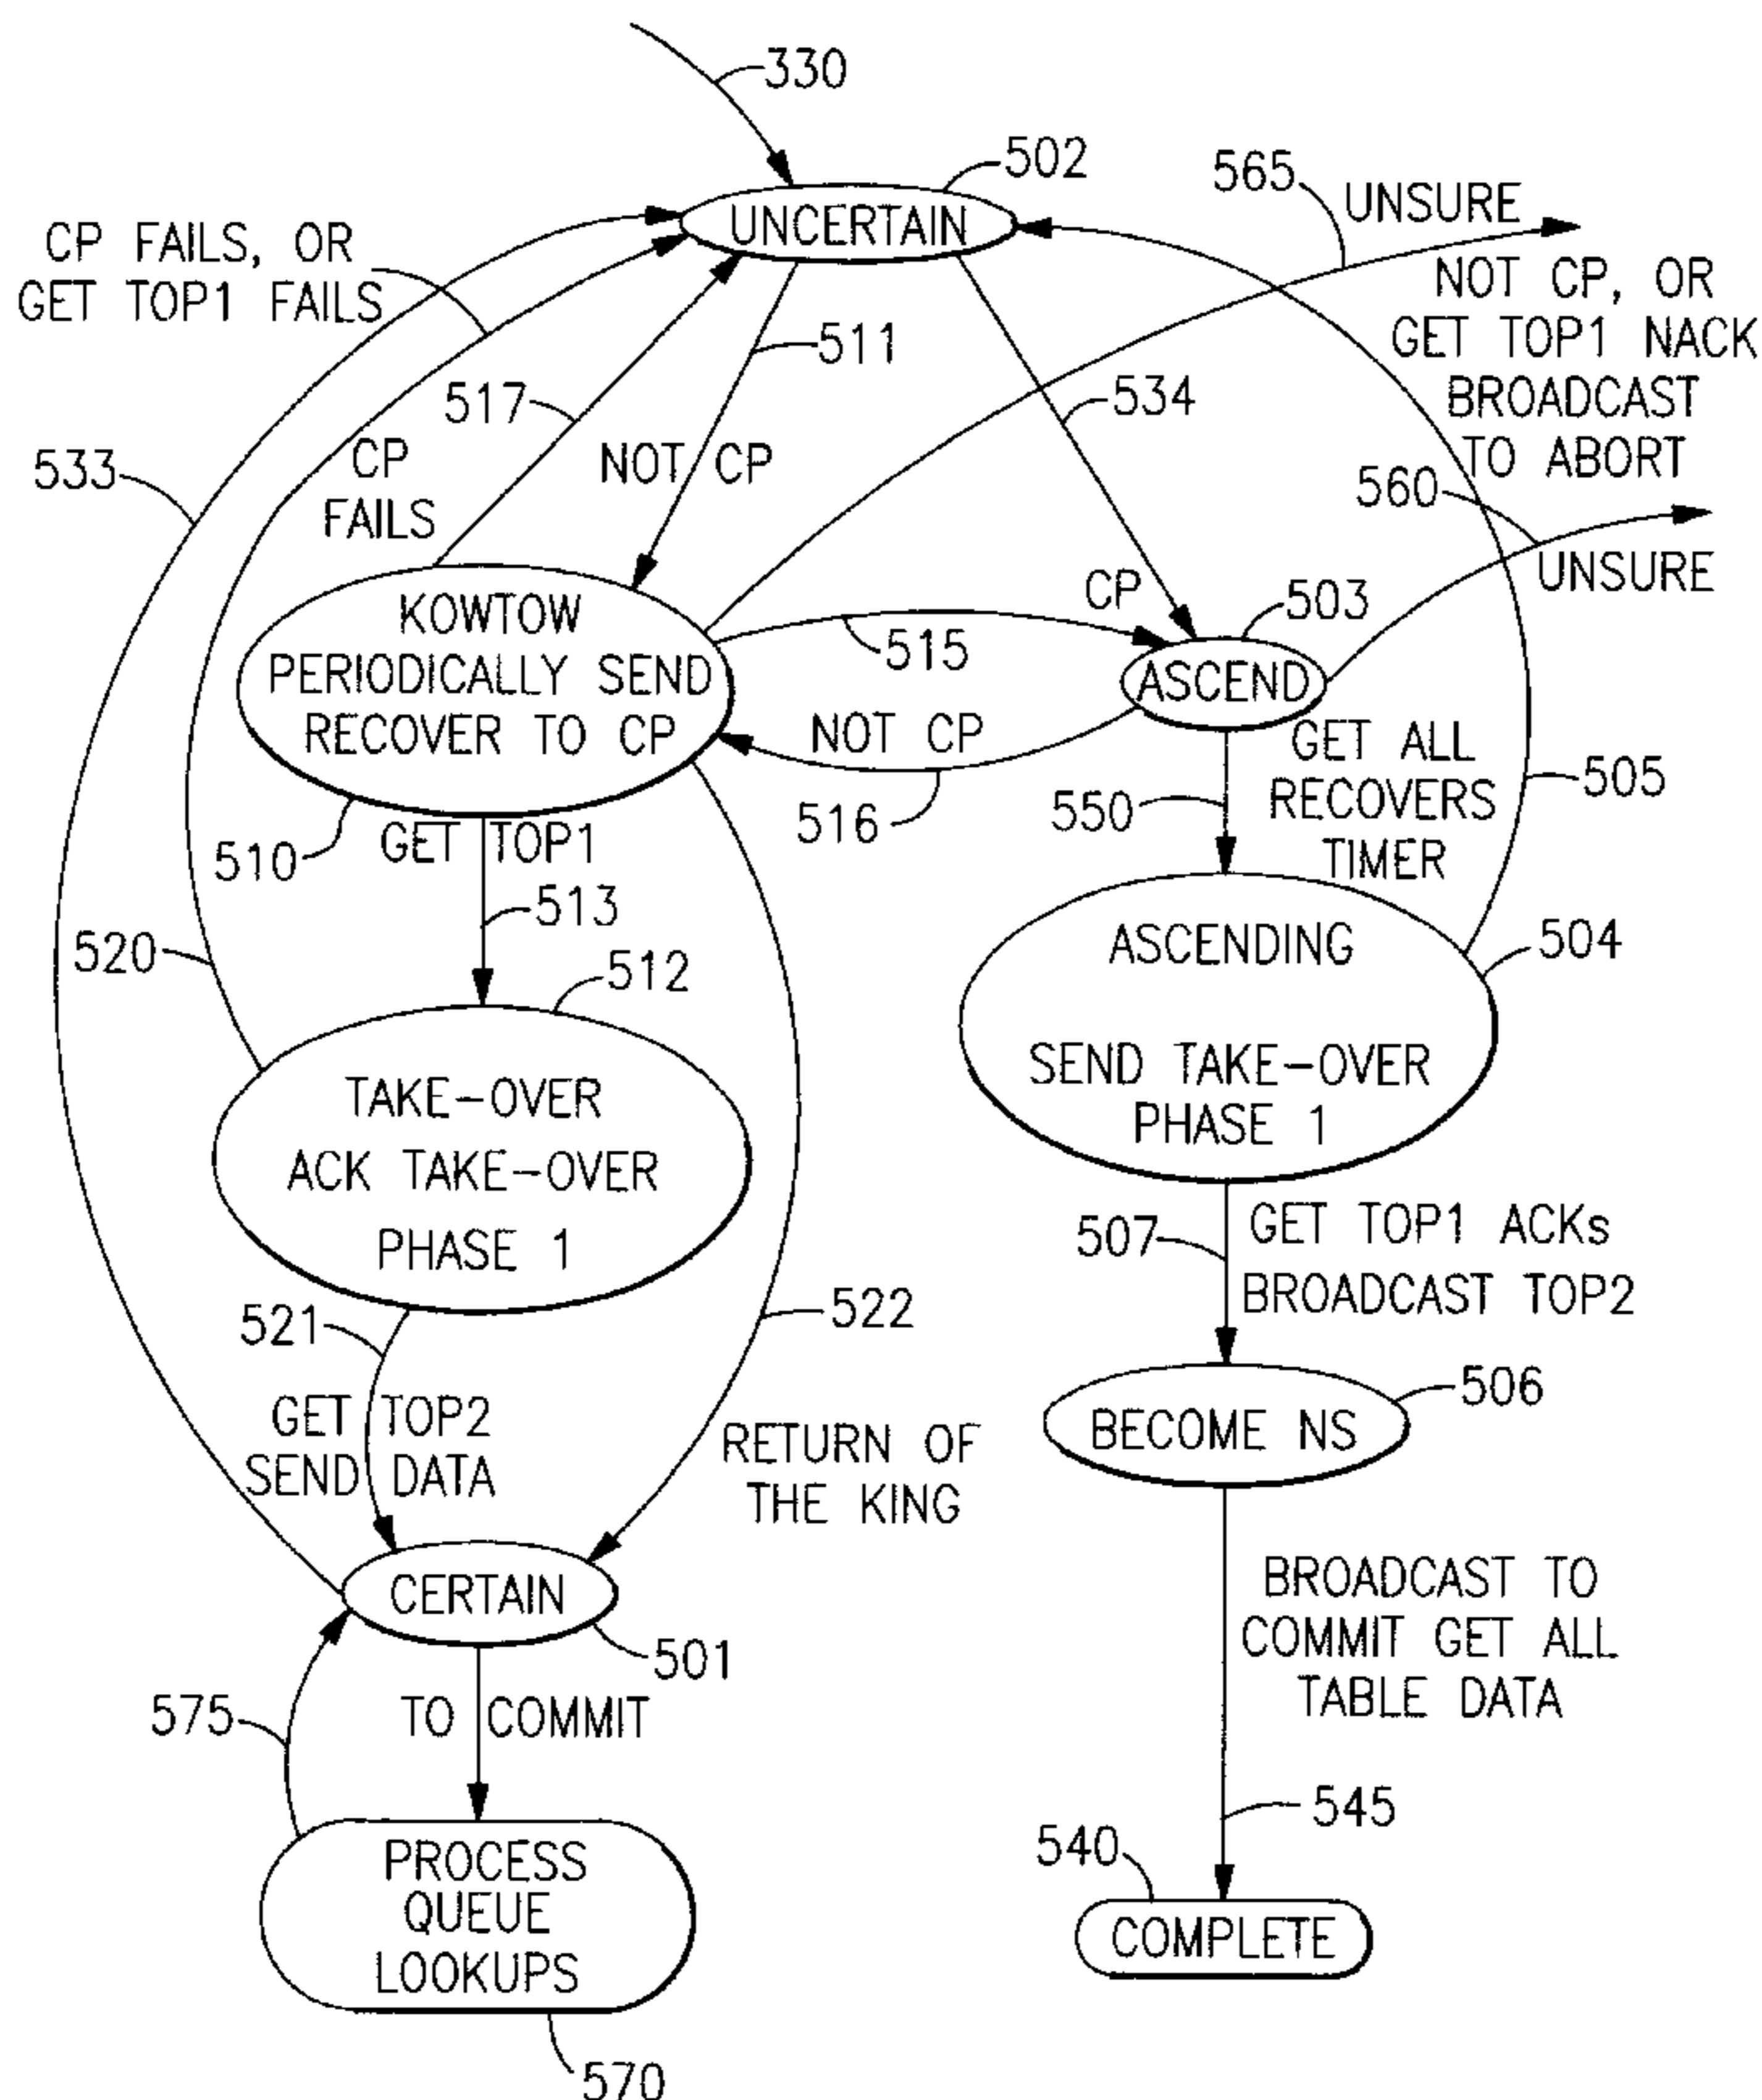 330
502
UNCERTAIN
565
UNSURE
CP FAILS, OR
GET TOP1 FAILS
NOT CP, OR
GET TOP1 NACK
BROADCAST
TO ABORT
511
517
534
533
CP
FAILS
NOT CP
560
UNSURE
KOWTOW
PERIODICALLY SEND
RECOVER TO CP
CP
503
515
ASCEND
NOT CP
516
510
GET TOP1
513
550
GET ALL
RECOVERS
TIMER
505
520
512
ASCENDING
SEND TAKE-OVER
PHASE 1
504
TAKE-OVER
ACK TAKE-OVER
PHASE 1
507
GET TOP1 ACKs
BROADCAST TOP2
521
522
GET TOP2
SEND DATA
RETURN OF
THE KING
506
BECOME NS
CERTAIN
501
BROADCAST TO
COMMIT GET ALL
TABLE DATA
575
TO COMMIT
545
540
PROCESS
QUEUE
LOOKUPS
COMPLETE
570